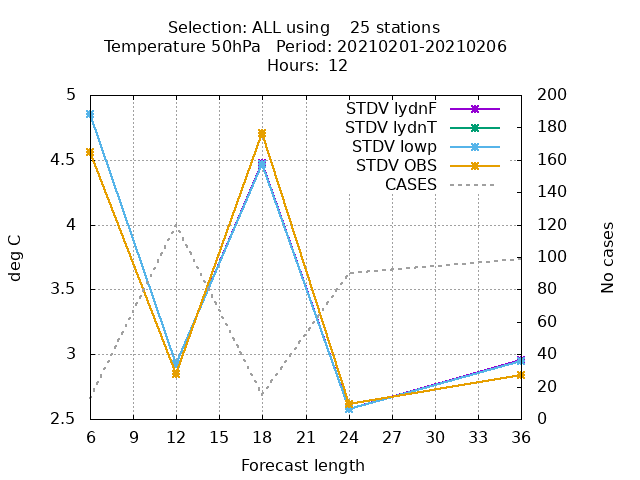 Selection: ALL using    25 stations
Temperature 50hPa   Period: 20210201-20210206
Hours:  12
STDV lydnF
STDV lydnT
STDV lowp
STDV OBS
CASES
5
4.5
4
3.5
3
2.5
deg C
200
180
160
140
120
100
80
60
40
20
0
No cases
6 9 12 15 18 21 24 27 30 33 36
Forecast length